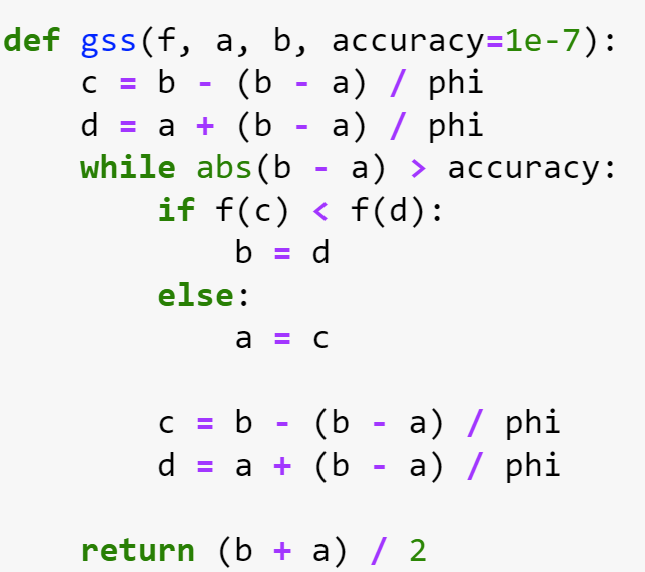 def gss(f, a, b, accuracy=1e-7):
    c = b - (b - a) / phi
    d = a + (b - a) / phi
    while abs(b - a) > accuracy:
        if f(c) < f(d):
            b = d
        else:
            a = c

        c = b - (b - a) / phi
        d = a + (b - a) / phi

    return (b + a) / 2